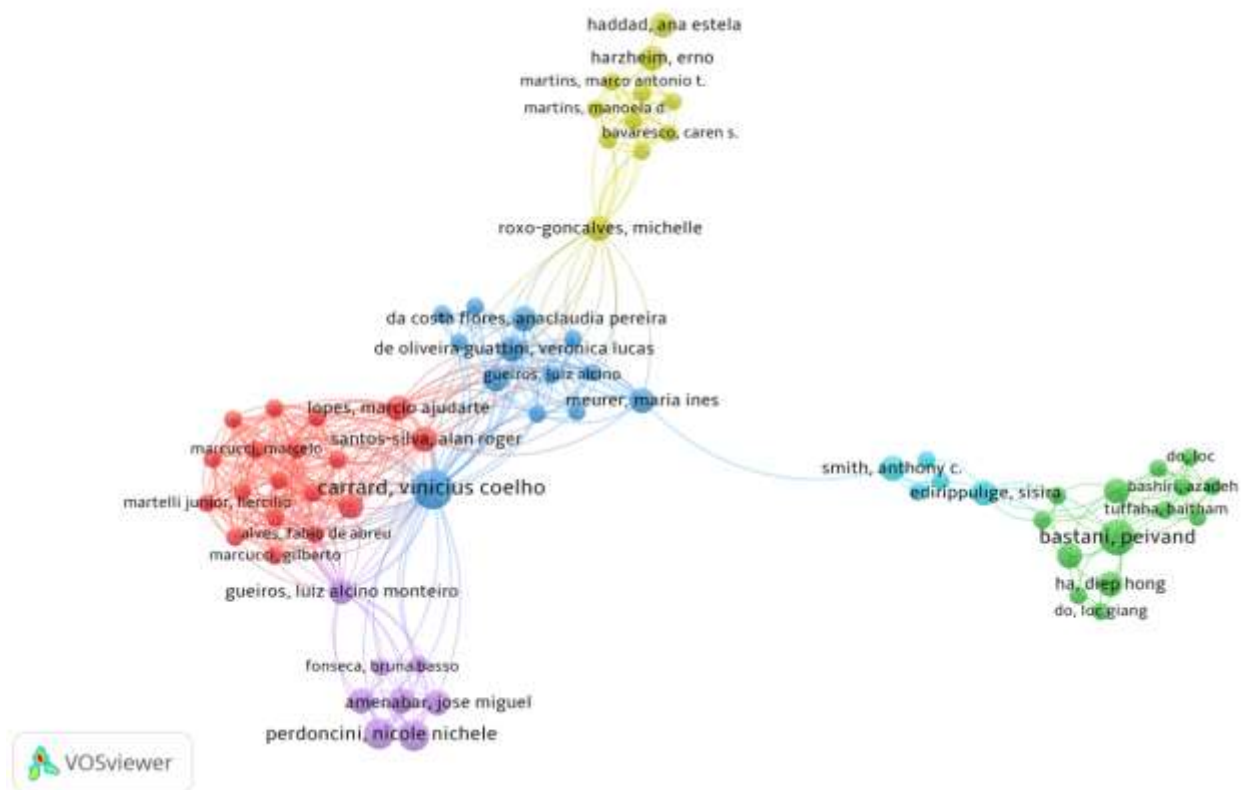 haddad, ana estela
harzheim, erno
martins, marco antonio t.
martins, manoela d.
bavaresco, caren s.
roxo-goncalves, michelle
da costa flores, anaclaudia pereira
de oliveira guattini, veronica lucas
gueiros, luiz alcino
meurer, maria ines
lopes, marcio ajudarte
santos-silva, alan roger
marcucci, marcelo
carrard, vinicius coelho
martelli junior, hercilio
alves, fabio de abreu
marcucci, gilberto
gueiros, luiz alcino monteiro
fonseca, bruna basso
amenabar, jose miguel
perdoncini, nicole nichele
smith, anthony c.
edirippulige, sisira
do, loc
bashiri, azadeh
tuffaha, haitham
bastani, peivand
ha, diep hong
do, loc giang
VOSviewer